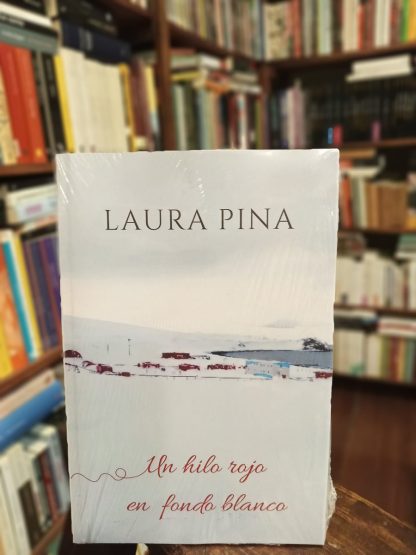 LAURA PINA
Un hilo rojo
en fondo blanco